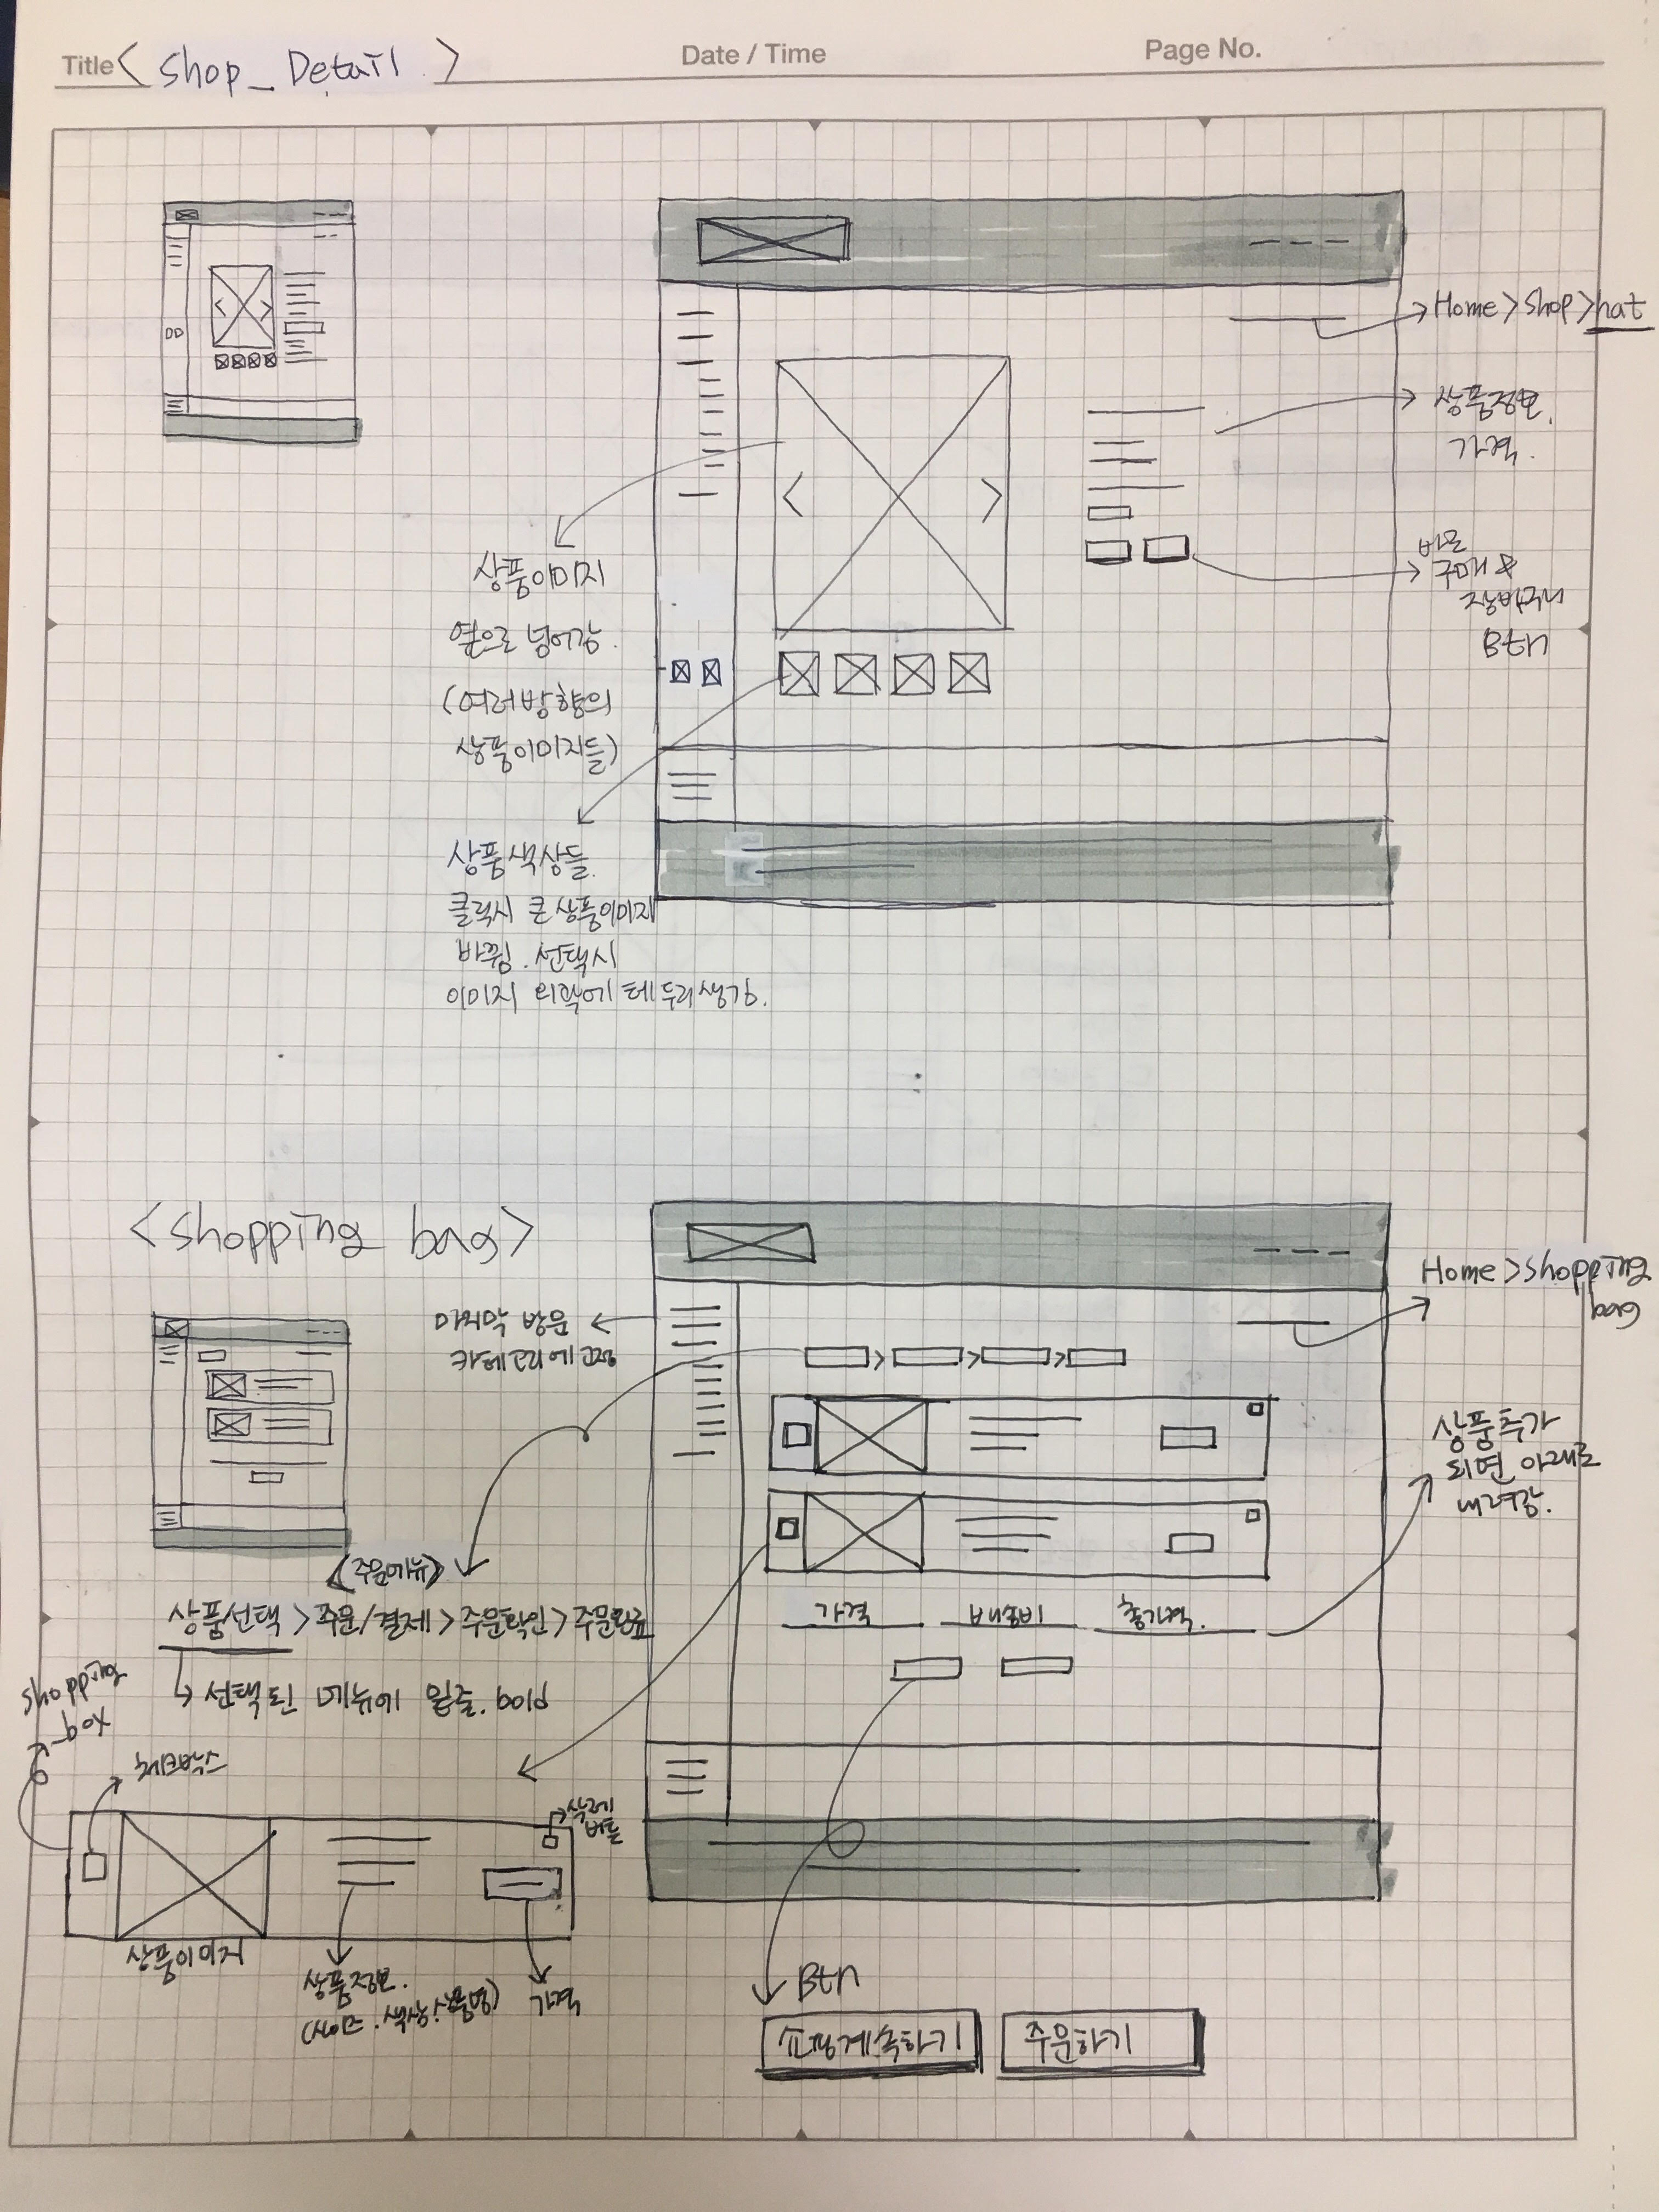 Title < Shop_Detail >
Date / Time
Page No.
Home > Shop > hat
상품정보.
가격.
바로
구매 &
장바구니
Btn
상품이미지
옆으로 넘어감.
(여러방향의
상품이미지들)
상품색상들.
클릭시 큰 상품이미지
바뀜. 선택시
이미지 외곽에 테두리생김.
<Shopping bag>
Home > Shopping
bag
마지막 방문
카테고리에 고정
상품추가
되면 아래로
내려감.
<주문메뉴>
상품선택 > 주문/결제 > 주문확인 > 주문완료
선택된 메뉴에 밑줄. bold
가격
배송비
총가격.
shopping
_box
체크박스
삭제
버튼
상품이미지
상품정보.
(사이즈.색상.상품명)
가격
Btn
쇼핑계속하기
주문하기